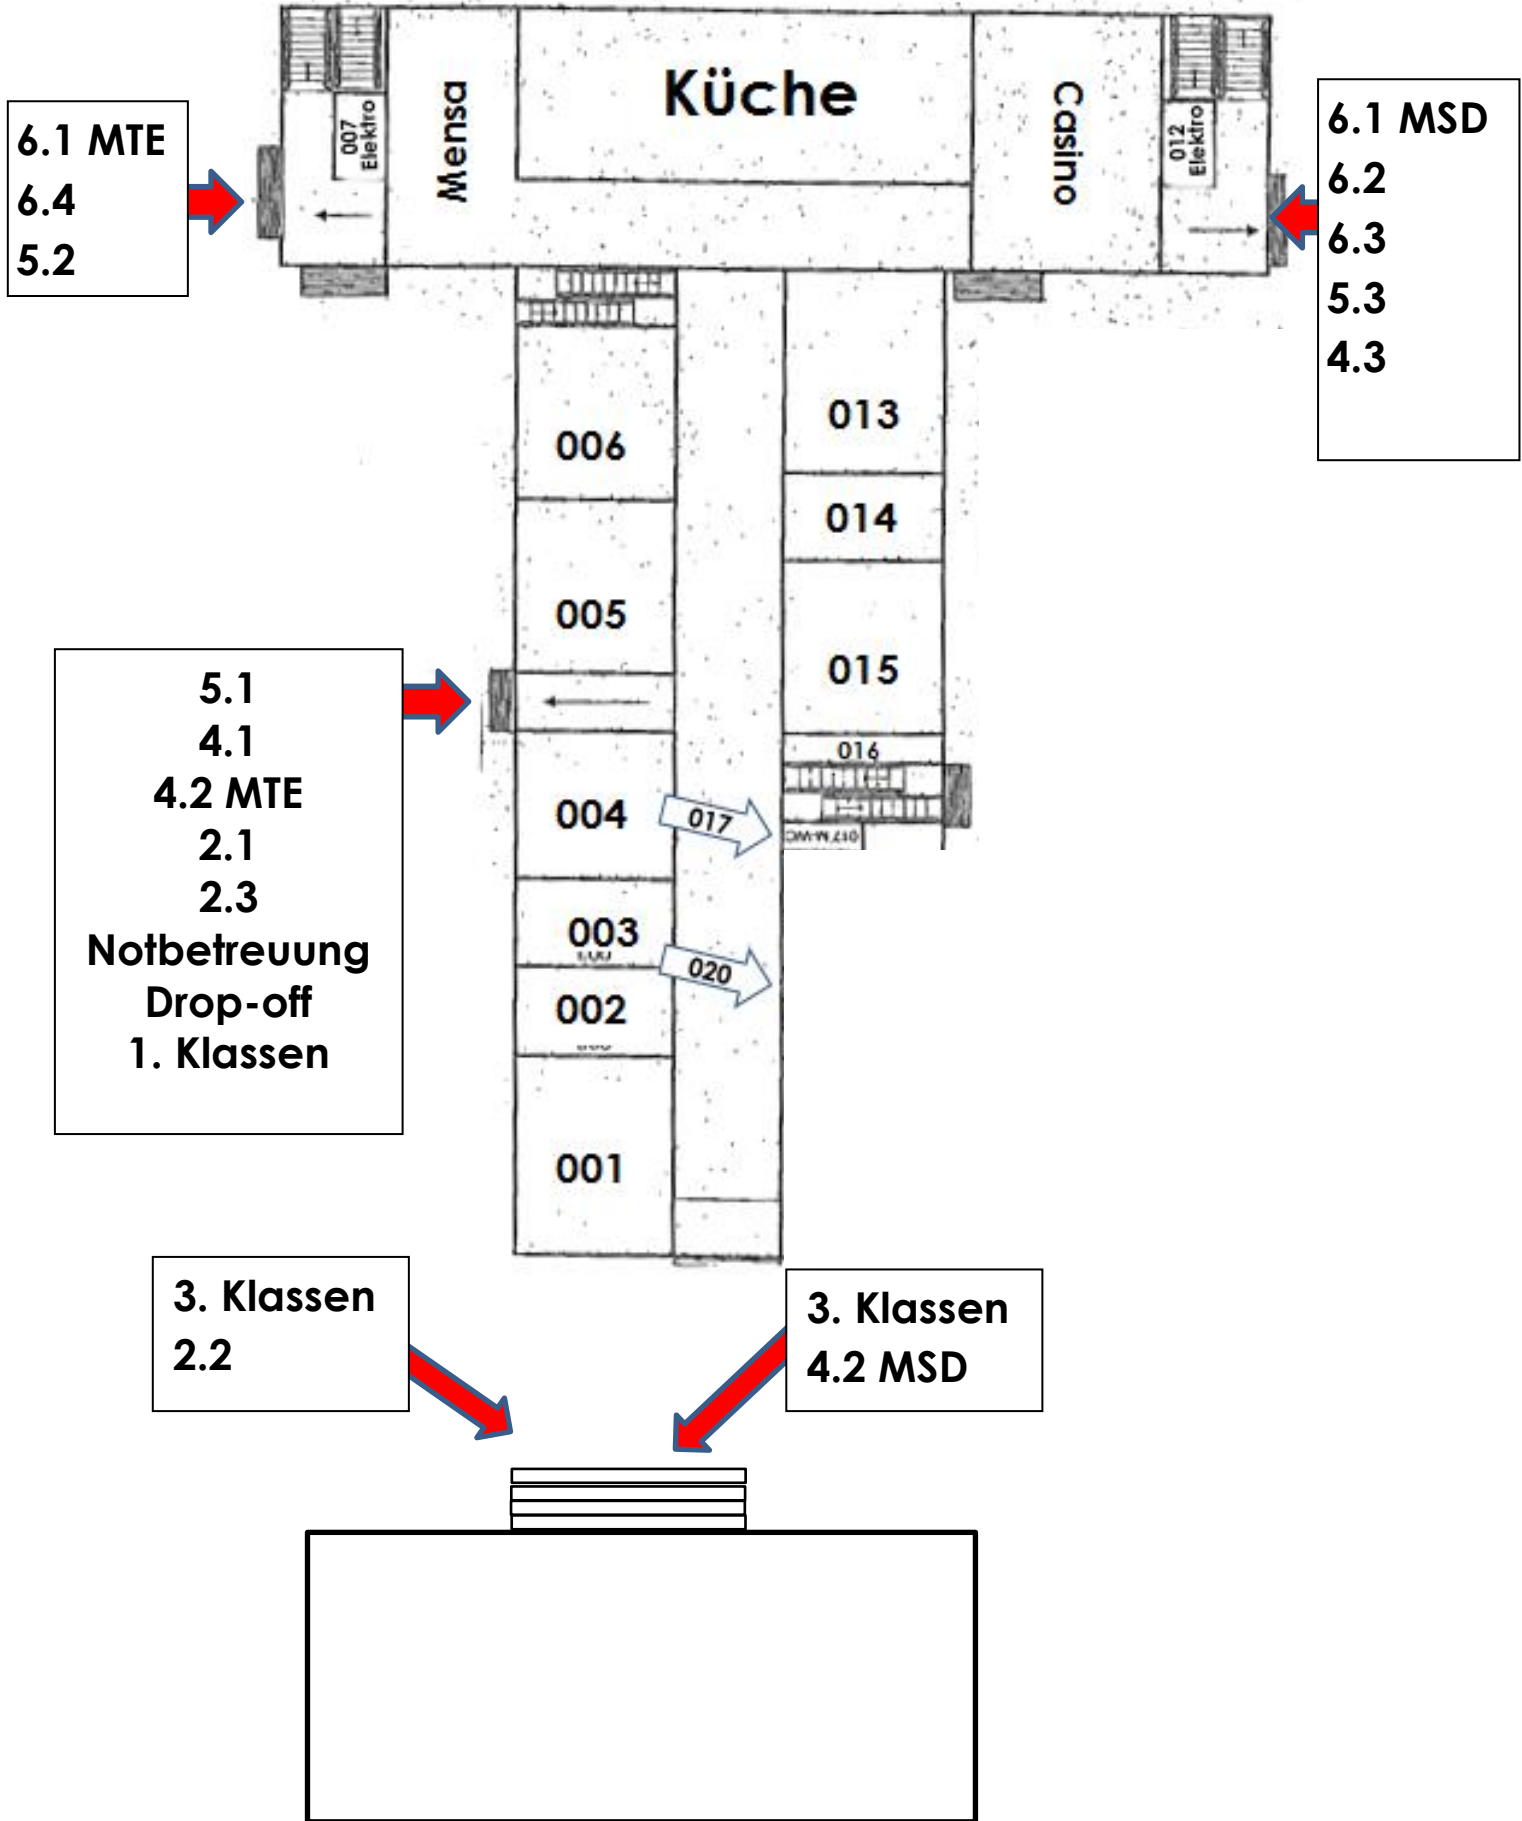 Küche
Mensa
Casino
007
Elektro
012
Elektro
6.1 MTE
6.4
5.2
6.1 MSD
6.2
6.3
5.3
4.3
006
013
014
005
015
016
5.1
4.1
4.2 MTE
2.1
2.3
Notbetreuung
Drop-off
1. Klassen
004
017
017 M-WC
003
020
002
001
3. Klassen
2.2
3. Klassen
4.2 MSD